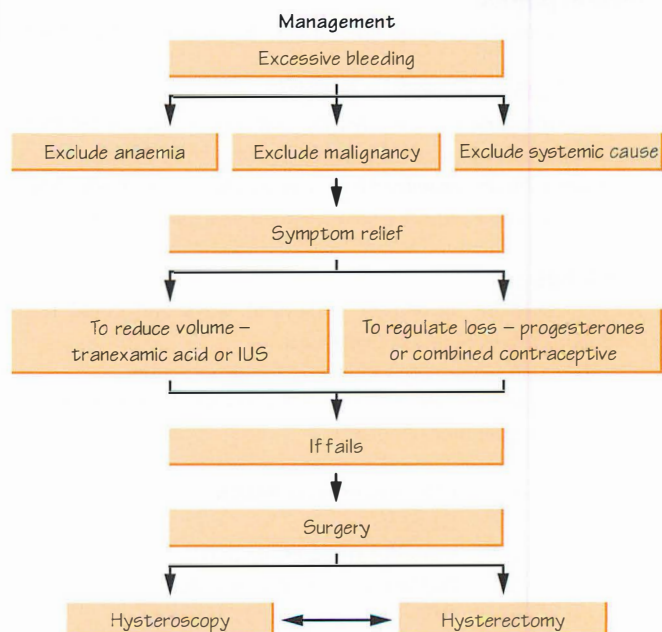 Management
Excessive bleeding
Exclude anaemia
Exclude malignancy
Exclude systemic cause
Symptom relief
To reduce volume –
tranexamic acid or IUS
To regulate loss – progesterones
or combined contraceptive
If fails
Surgery
Hysteroscopy
Hysterectomy